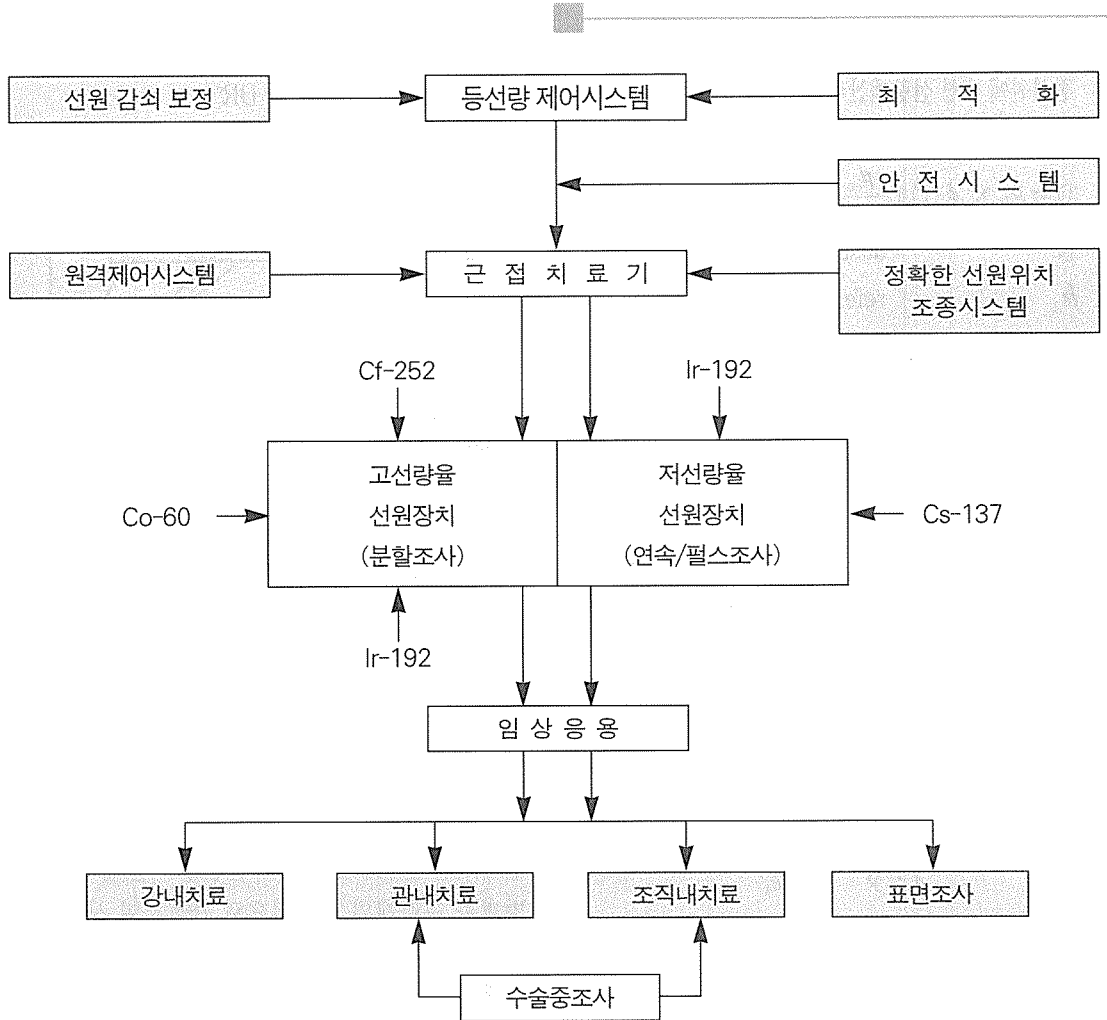 선원 감쇠 보정
등선량 제어시스템
최 적 화
안 전 시 스 템
원격제어시스템
근 접 치 료 기
정확한 선원위치
조종시스템
Cf-252
Ir-192
고선량율
선원장치
(분할조사)
저선량율
선원장치
(연속/펄스조사)
Co-60
Cs-137
Ir-192
임 상 응 용
강내치료
관내치료
조직내치료
표면조사
수술중조사